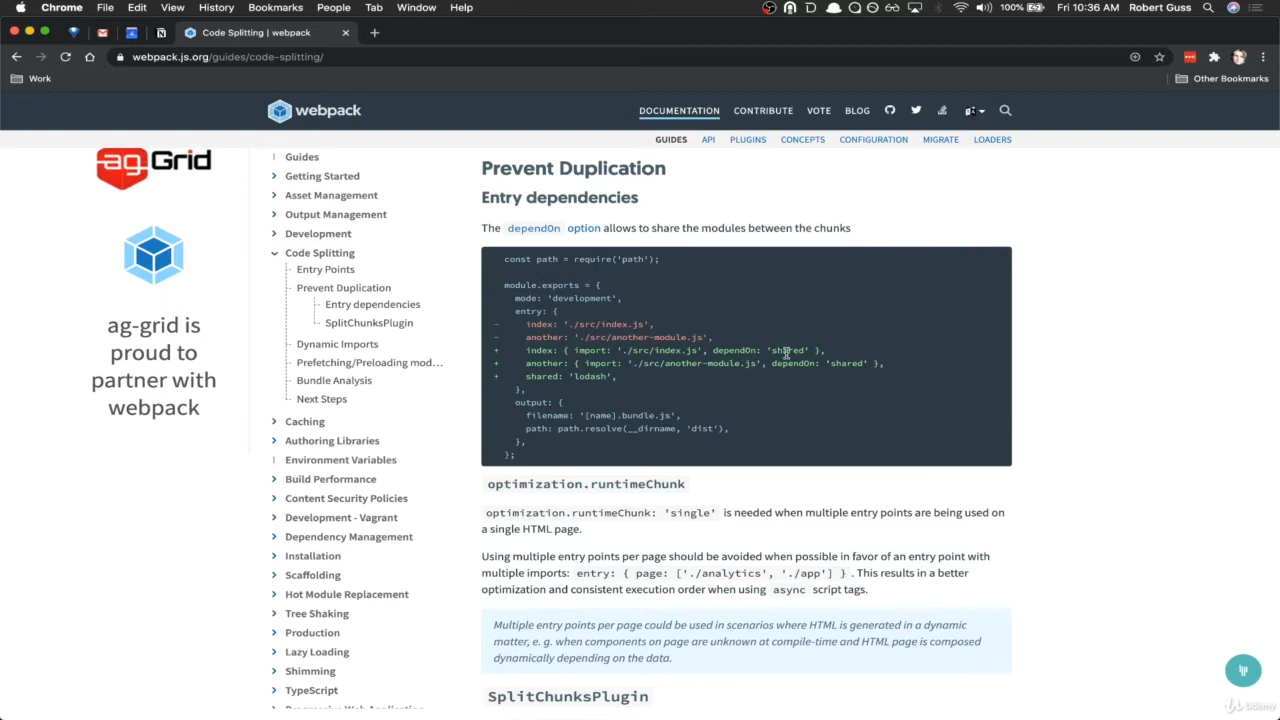 Chrome File Edit View History Bookmarks People Tab Window Help 100% Fri 10:36 AM Robert Guss
Code Splitting | webpack
webpack.js.org/guides/code-splitting/
Work Other Bookmarks
webpack DOCUMENTATION CONTRIBUTE VOTE BLOG
GUIDES API PLUGINS CONCEPTS CONFIGURATION MIGRATE LOADERS
ag-Grid
ag-grid is
proud to
partner with
webpack
Guides
Getting Started
Asset Management
Output Management
Development
Code Splitting
Entry Points
Prevent Duplication
Entry dependencies
SplitChunksPlugin
Dynamic Imports
Prefetching/Preloading mod...
Bundle Analysis
Next Steps
Caching
Authoring Libraries
Environment Variables
Build Performance
Content Security Policies
Development - Vagrant
Dependency Management
Installation
Scaffolding
Hot Module Replacement
Tree Shaking
Production
Lazy Loading
Shimming
TypeScript
Progressive Web Application
Prevent Duplication
Entry dependencies
The dependOn option allows to share the modules between the chunks
const path = require('path');
module.exports = {
mode: 'development',
entry: {
- index: './src/index.js',
- another: './src/another-module.js',
+ index: { import: './src/index.js', dependOn: 'shared' },
+ another: { import: './src/another-module.js', dependOn: 'shared' },
+ shared: 'lodash',
},
output: {
filename: '[name].bundle.js',
path: path.resolve(__dirname, 'dist'),
},
};
optimization.runtimeChunk
optimization.runtimeChunk: 'single' is needed when multiple entry points are being used on
a single HTML page.
Using multiple entry points per page should be avoided when possible in favor of an entry point with
multiple imports: entry: { page: ['./analytics', './app'] } . This results in a better
optimization and consistent execution order when using async script tags.
Multiple entry points per page could be used in scenarios where HTML is generated in a dynamic
matter, e. g. when components on page are unknown at compile-time and HTML page is composed
dynamically depending on the data.
SplitChunksPlugin
Udemy